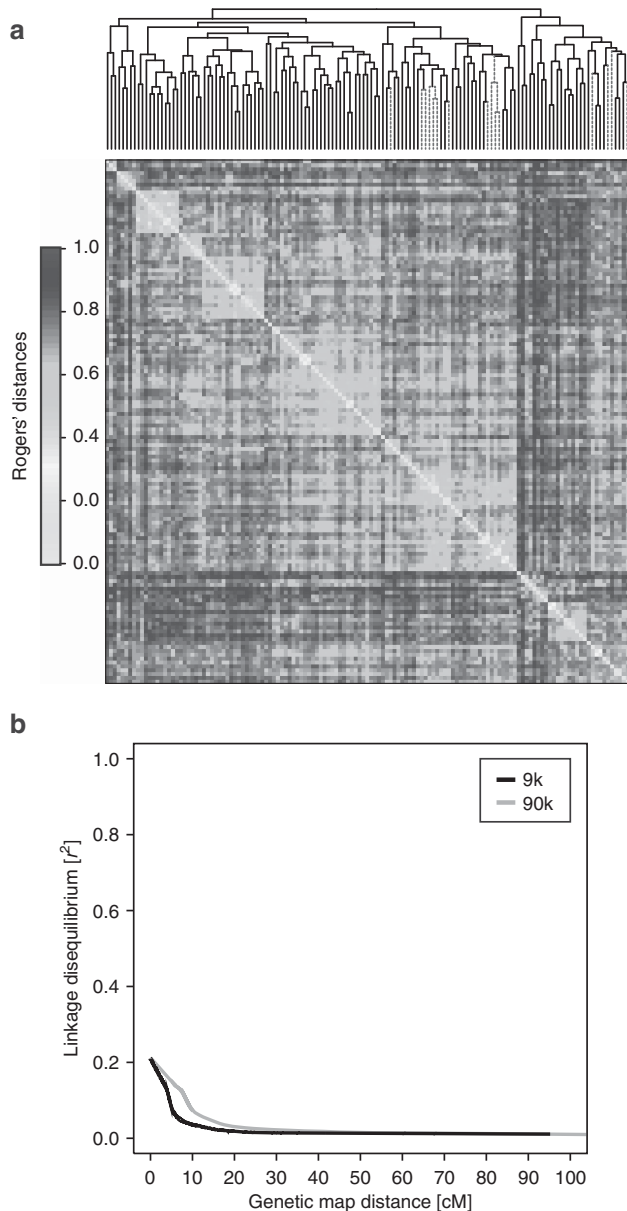 a
Rogers' distances
1.0
0.8
0.6
0.4
0.0
0.0
b
Linkage disequilibrium [r²]
1.0
0.8
0.6
0.4
0.2
0.0
9k
90k
0 10 20 30 40 50 60 70 80 90 100
Genetic map distance [cM]